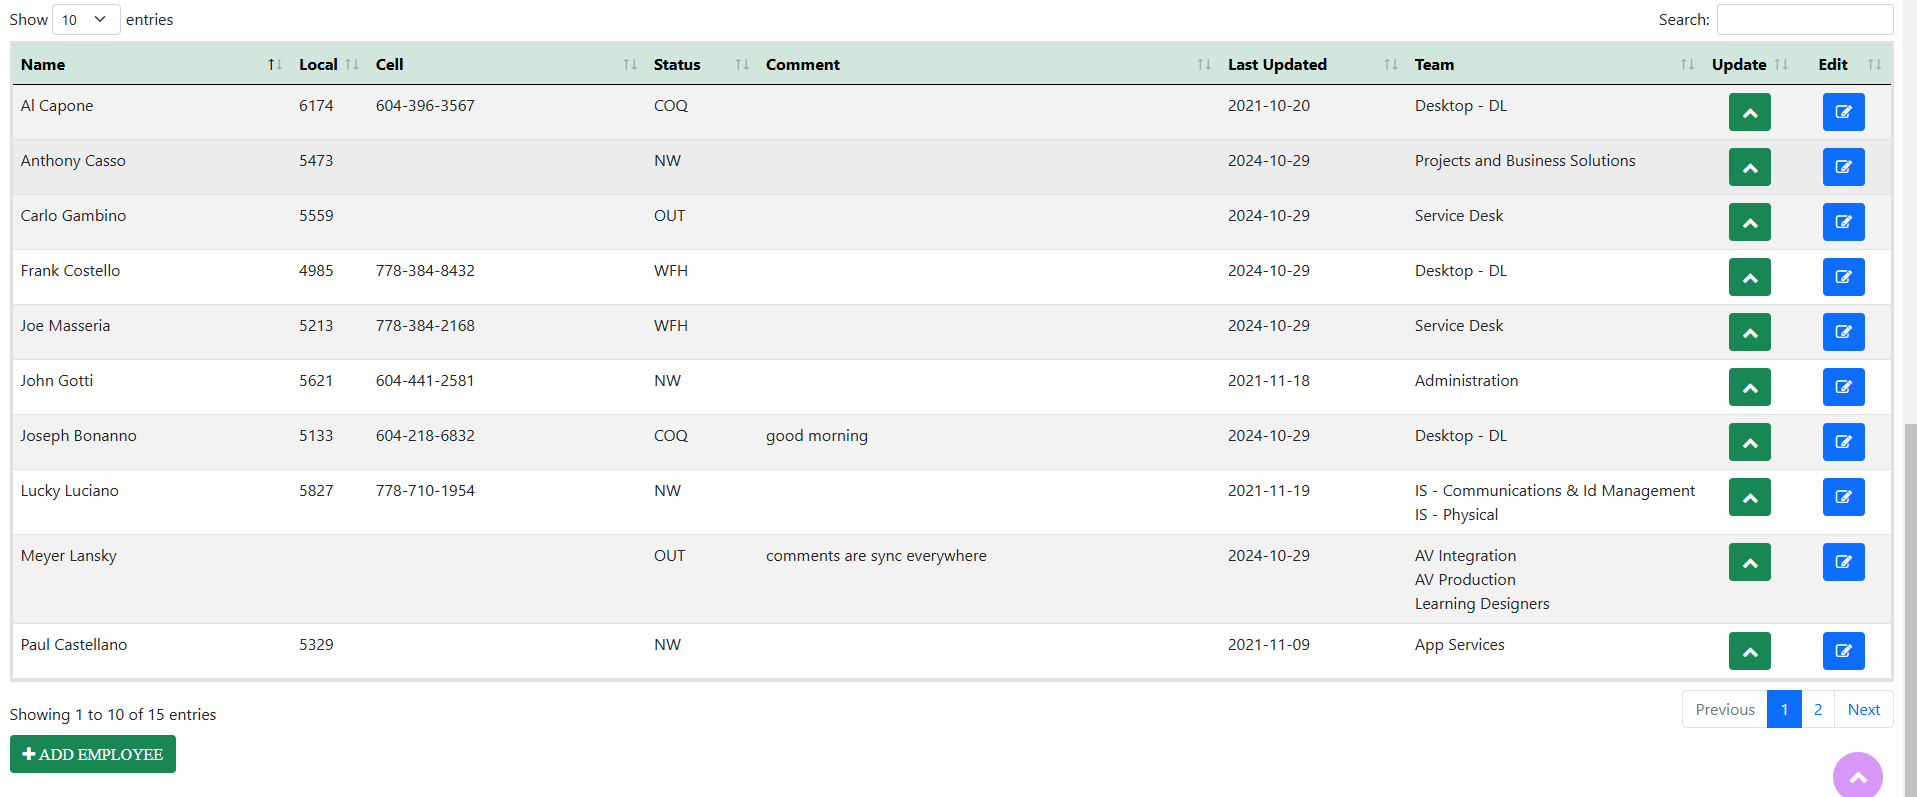 Show 10 entries Search:
Name Local Cell Status Comment Last Updated Team Update Edit
Al Capone 6174 604-396-3567 COQ 2021-10-20 Desktop - DL
Anthony Casso 5473 NW 2024-10-29 Projects and Business Solutions
Carlo Gambino 5559 OUT 2024-10-29 Service Desk
Frank Costello 4985 778-384-8432 WFH 2024-10-29 Desktop - DL
Joe Masseria 5213 778-384-2168 WFH 2024-10-29 Service Desk
John Gotti 5621 604-441-2581 NW 2021-11-18 Administration
Joseph Bonanno 5133 604-218-6832 COQ good morning 2024-10-29 Desktop - DL
Lucky Luciano 5827 778-710-1954 NW 2021-11-19 IS - Communications & Id Management
IS - Physical
Meyer Lansky OUT comments are sync everywhere 2024-10-29 AV Integration
AV Production
Learning Designers
Paul Castellano 5329 NW 2021-11-09 App Services
Showing 1 to 10 of 15 entries Previous 1 2 Next
ADD EMPLOYEE